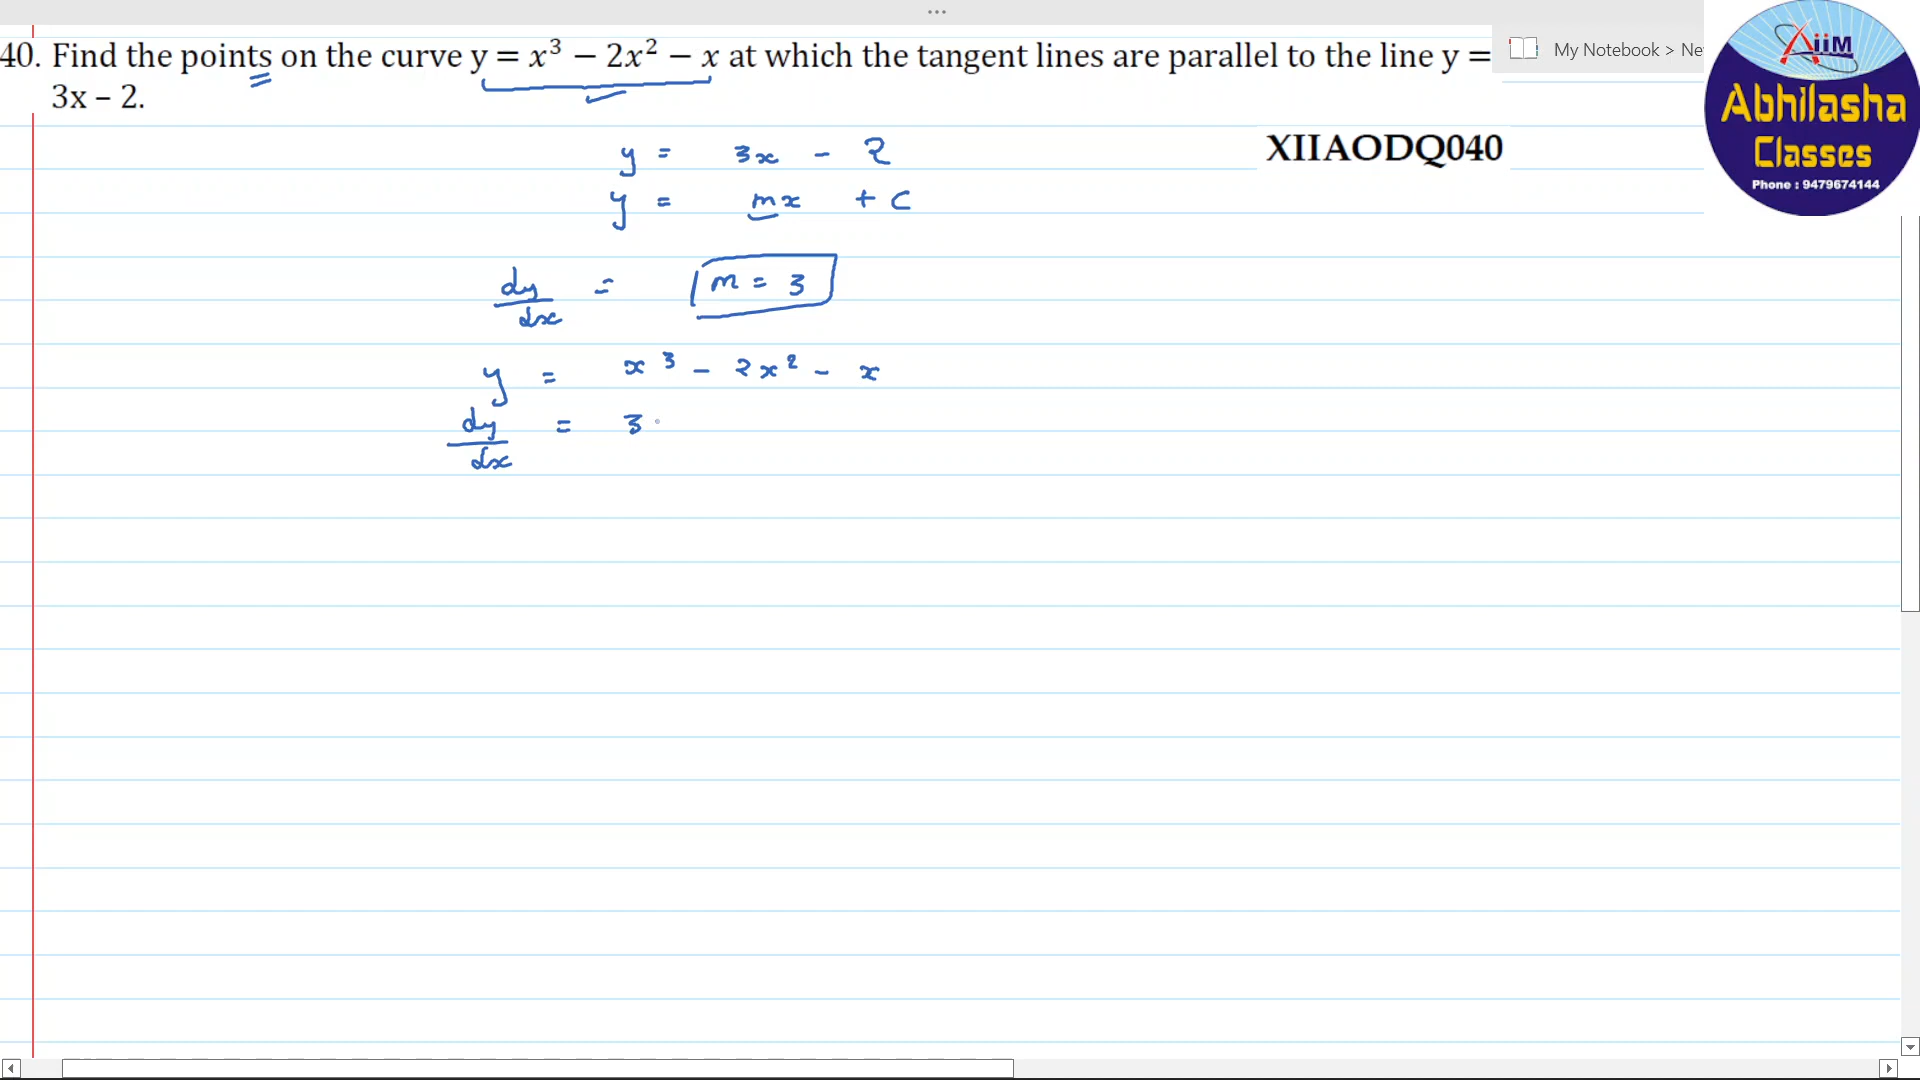 ...
40. Find the points on the curve y = x³ − 2x² − x at which the tangent lines are parallel to the line y =
3x – 2.
My Notebook >
AiiM
Abhilasha
Classes
Phone : 9479674144
XIIAODQ040
y = 3x - 2
y = mx + c
dy/dx = m = 3
y = x³ - 2x² - x
dy/dx = 3